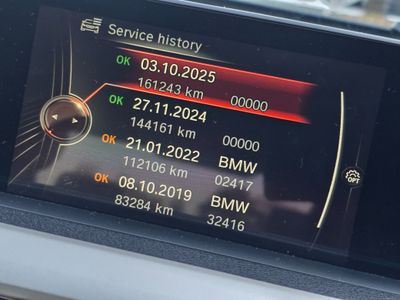 Service history
OK 03.10.2025
161243 km 00000
OK 27.11.2024
144161 km 00000
OK 21.01.2022 BMW
112106 km 02417
OK 08.10.2019 BMW
83284 km 32416
OPT